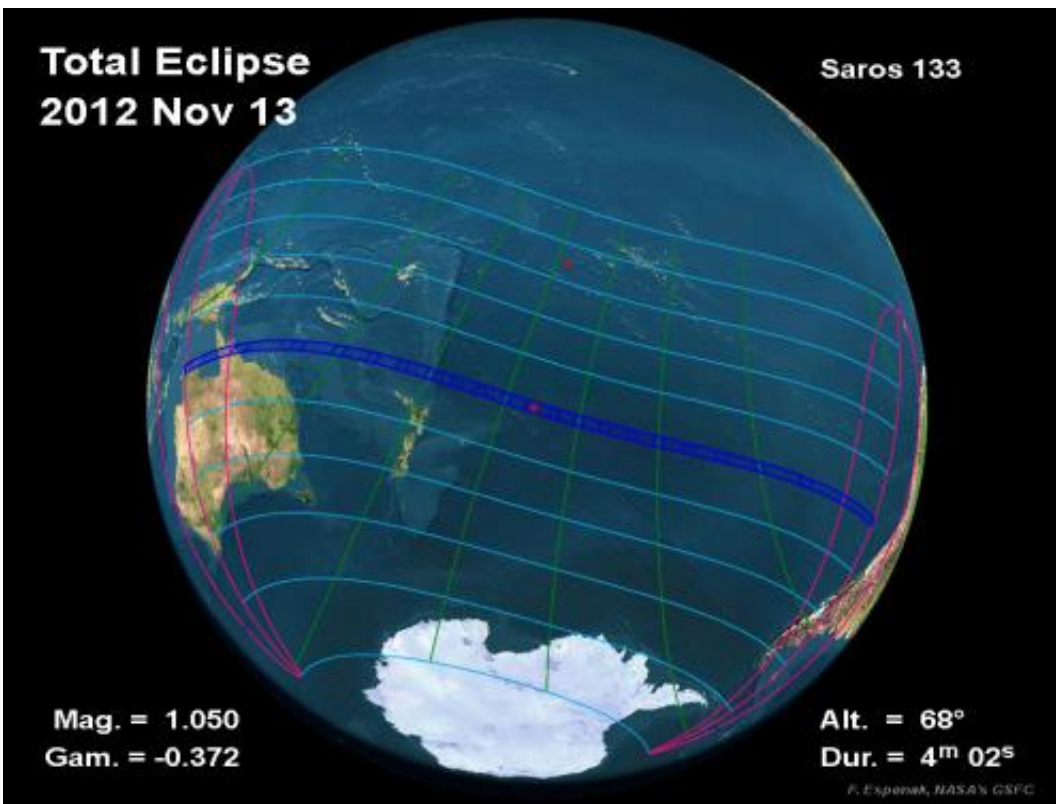 Total Eclipse
2012 Nov 13
Saros 133
Mag. = 1.050
Gam. = -0.372
Alt. = 68°
Dur. = 4m 02s
F. Espenak, NASA's GSFC